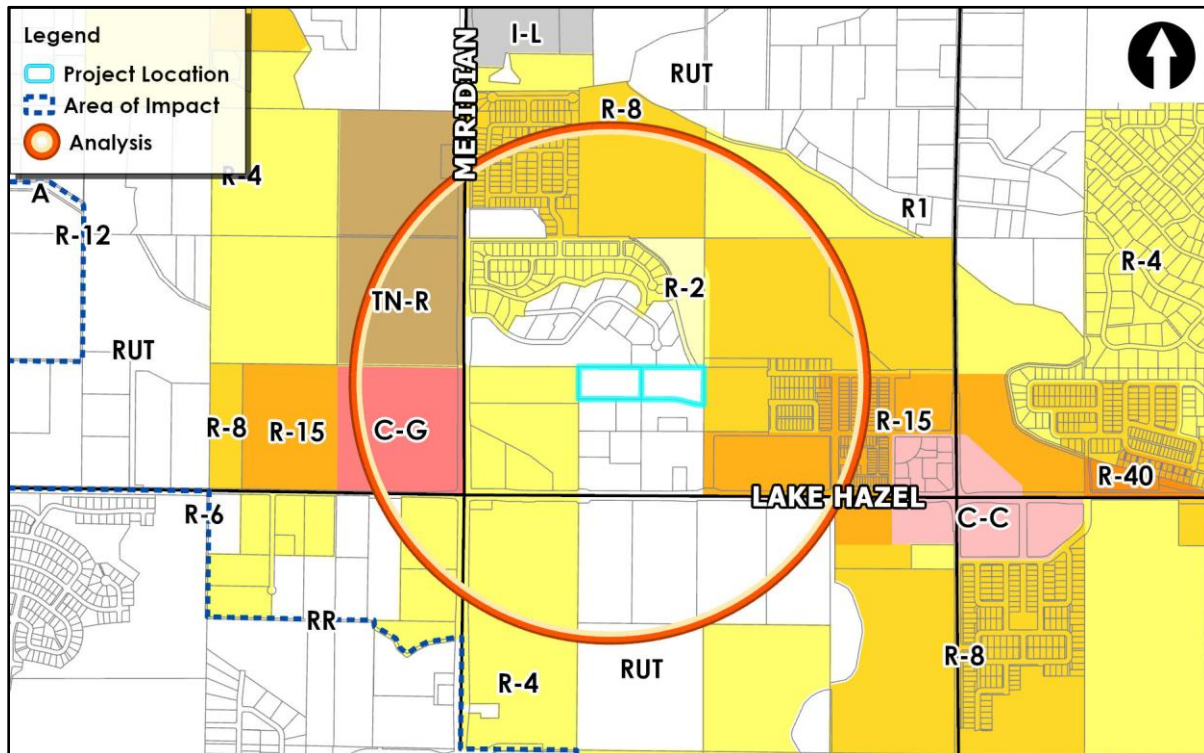 Legend
Project Location
Area of Impact
Analysis
I-L
RUT
MERIDIAN
R-8
R-4
A
R-12
R1
R-4
R-2
TN-R
RUT
R-8
R-15
C-G
R-15
R-40
LAKE HAZEL
R-6
C-C
RR
R-4
RUT
R-8